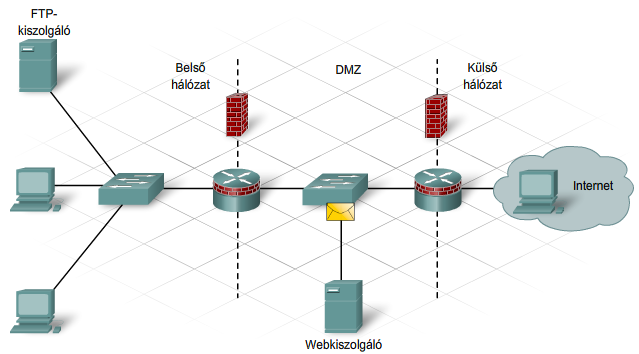 FTP-
kiszolgáló
Belső
hálózat
DMZ
Külső
hálózat
Internet
Webkiszolgáló